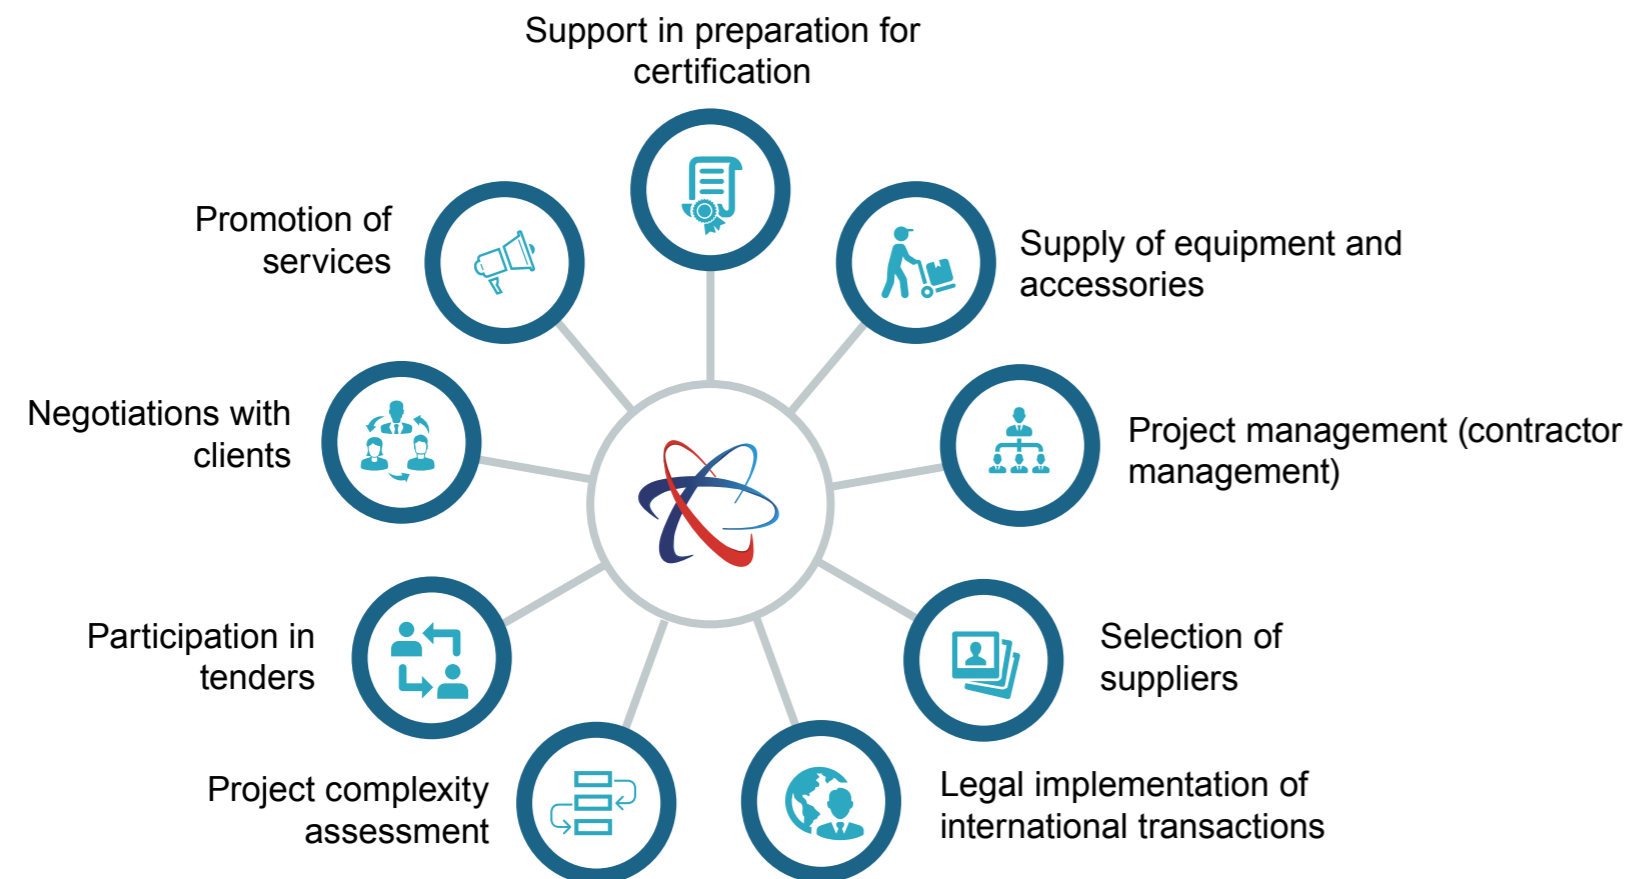 Support in preparation for
certification
Promotion of
services
Supply of equipment and
accessories
Negotiations with
clients
Project management (contractor
management)
Participation in
tenders
Selection of
suppliers
Project complexity
assessment
Legal implementation of
international transactions